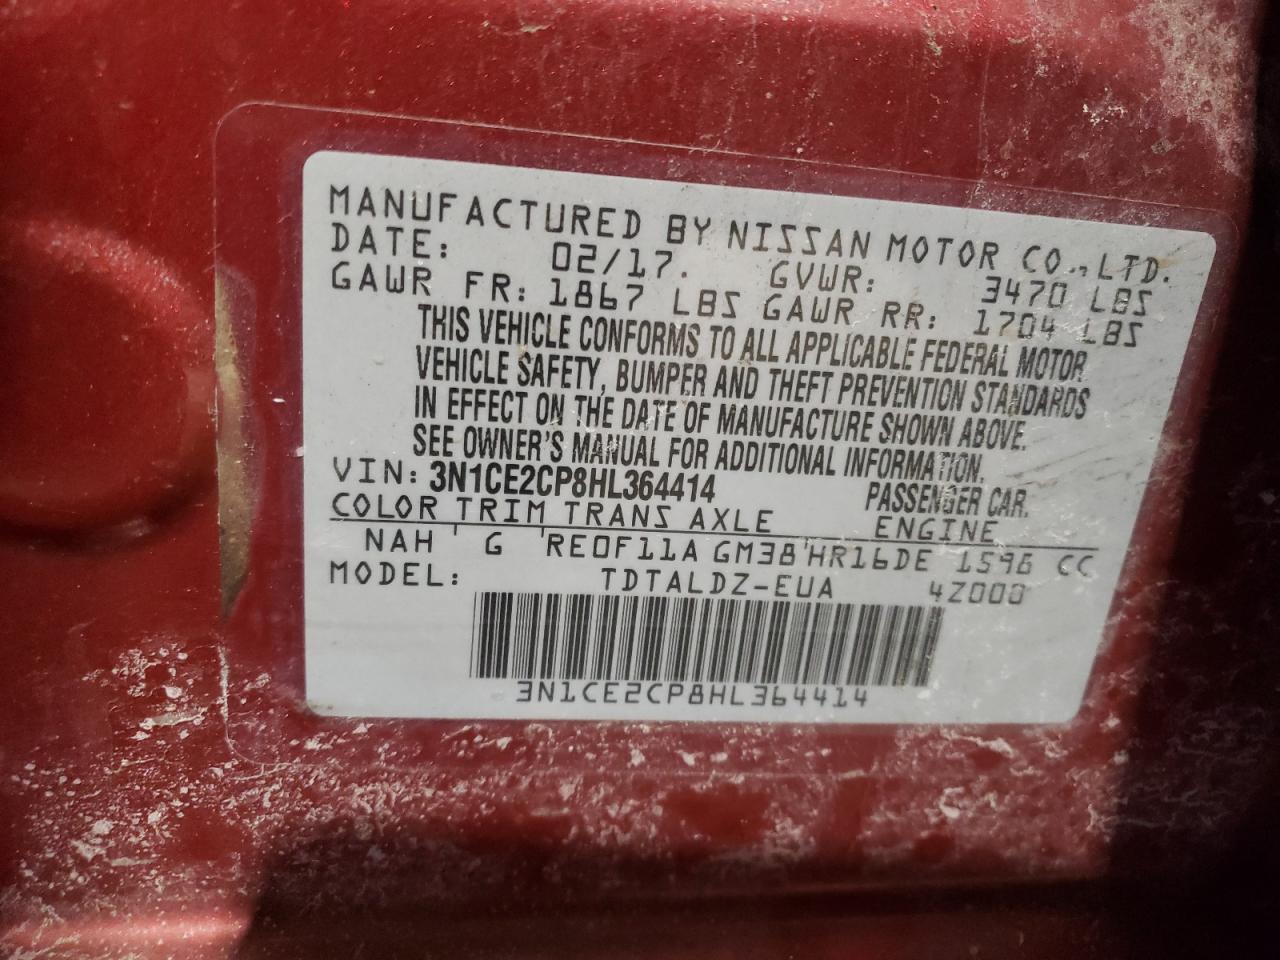 MANUFACTURED BY NISSAN MOTOR CO., LTD.
DATE: 02/17. GVWR: 3470 LBS
GAWR FR: 1867 LBS GAWR RR: 1704 LBS
THIS VEHICLE CONFORMS TO ALL APPLICABLE FEDERAL MOTOR
VEHICLE SAFETY, BUMPER AND THEFT PREVENTION STANDARDS
IN EFFECT ON THE DATE OF MANUFACTURE SHOWN ABOVE.
SEE OWNER'S MANUAL FOR ADDITIONAL INFORMATION.
VIN: 3N1CE2CP8HL364414 PASSENGER CAR.
COLOR TRIM TRANS AXLE ENGINE
NAH G RE0F11A GM38 HR16DE 1598 CC
MODEL: TDTALDZ-EUA 4Z000
3N1CE2CP8HL364414